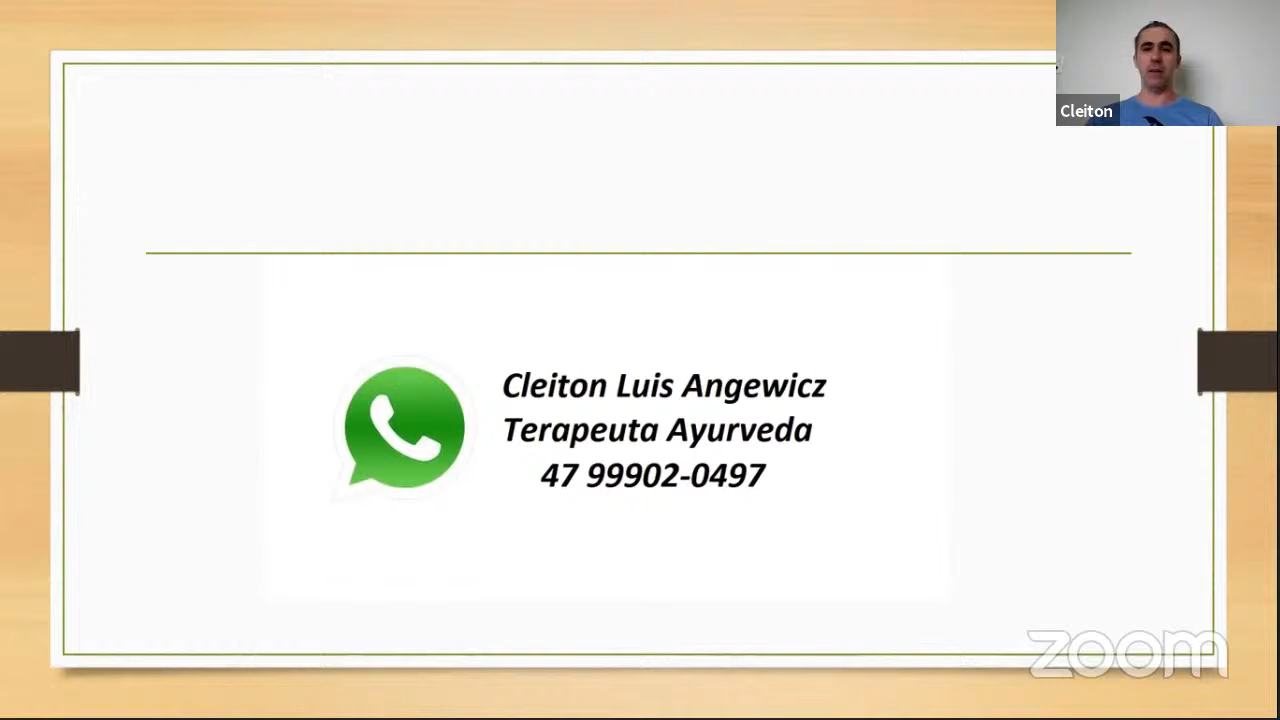 Cleiton
Cleiton Luis Angewicz
Terapeuta Ayurveda
47 99902-0497
zoom